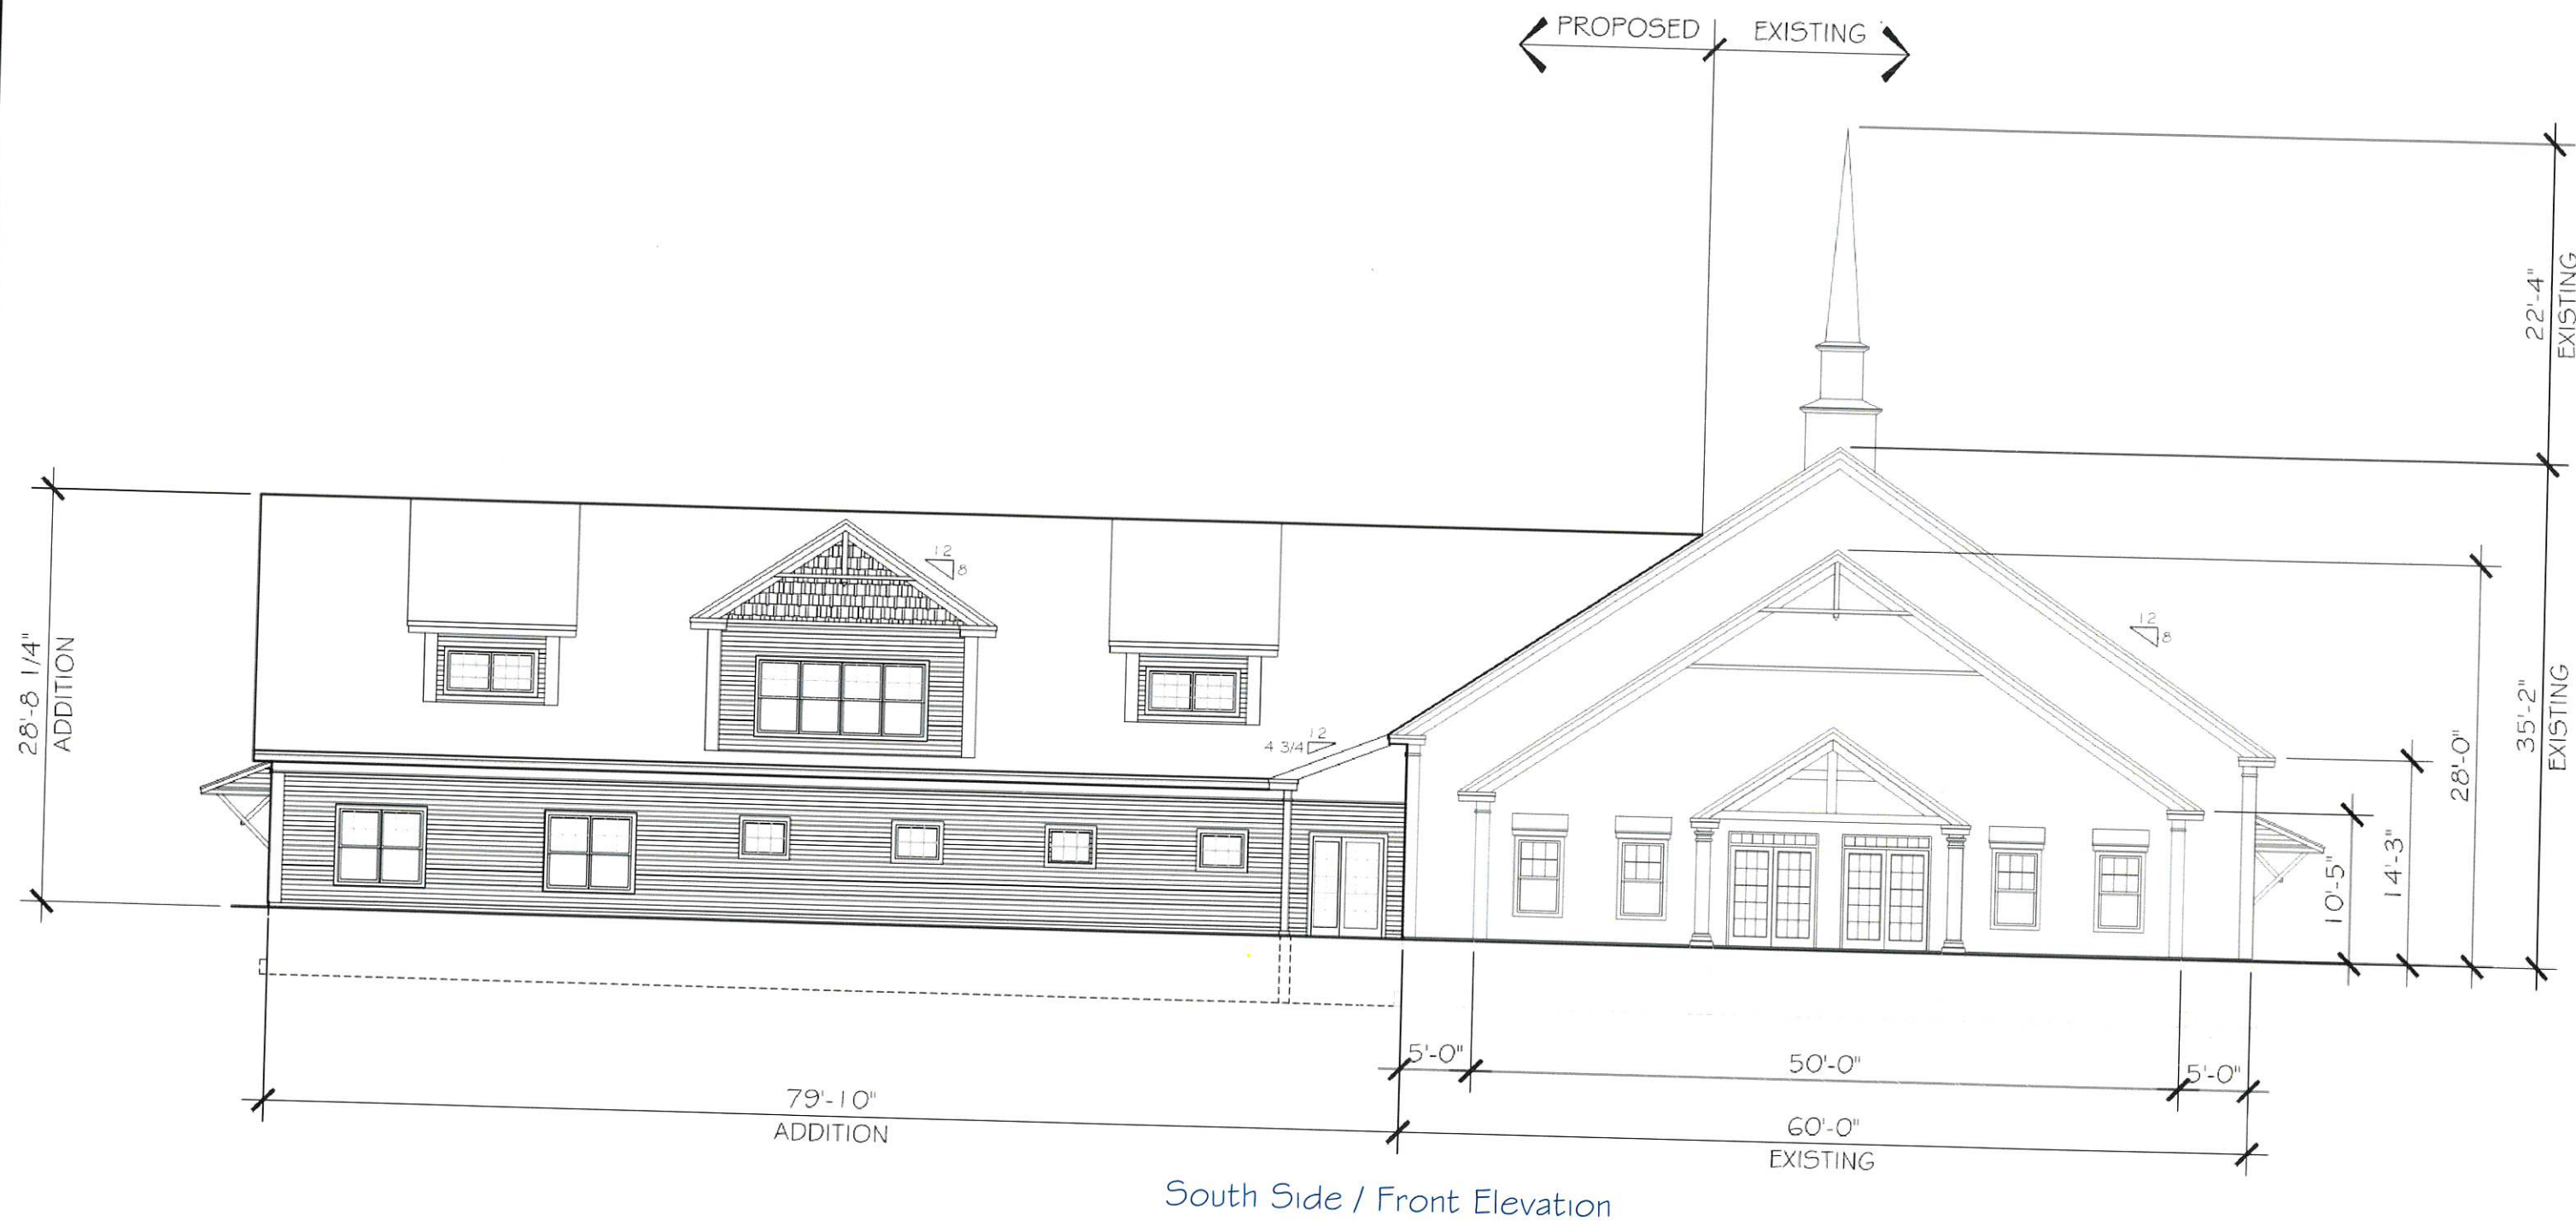 PROPOSED EXISTING
22'-4"
EXISTING
12
8
28'-8 1/4"
ADDITION
12
8
12
4 3/4
35'-2"
EXISTING
28'-0"
14'-3"
10'-5"
5'-0"
50'-0"
5'-0"
79'-10"
ADDITION
60'-0"
EXISTING
South Side / Front Elevation